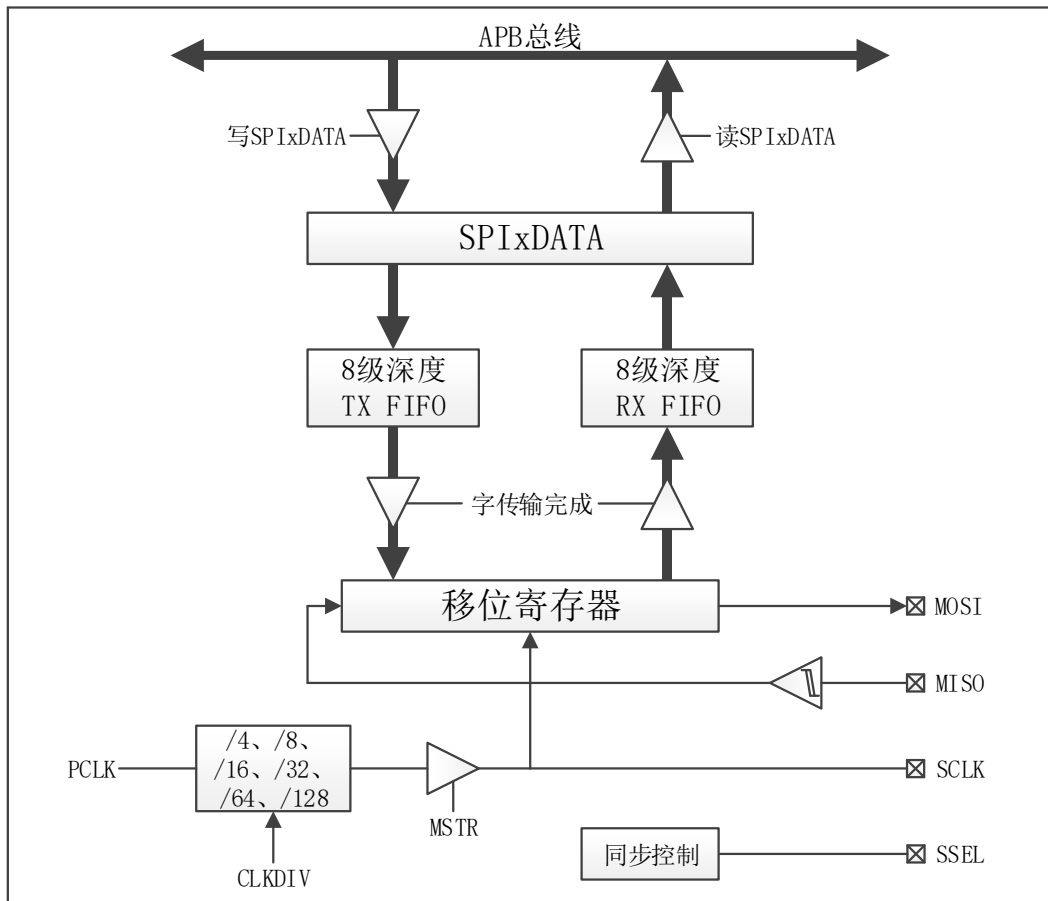 APB总线
写SPIxDATA
读SPIxDATA
SPIxDATA
8级深度
TX FIFO
8级深度
RX FIFO
字传输完成
移位寄存器
MOSI
MISO
/4、/8、
/16、/32、
/64、/128
PCLK
SCLK
MSTR
同步控制
SSEL
CLKDIV